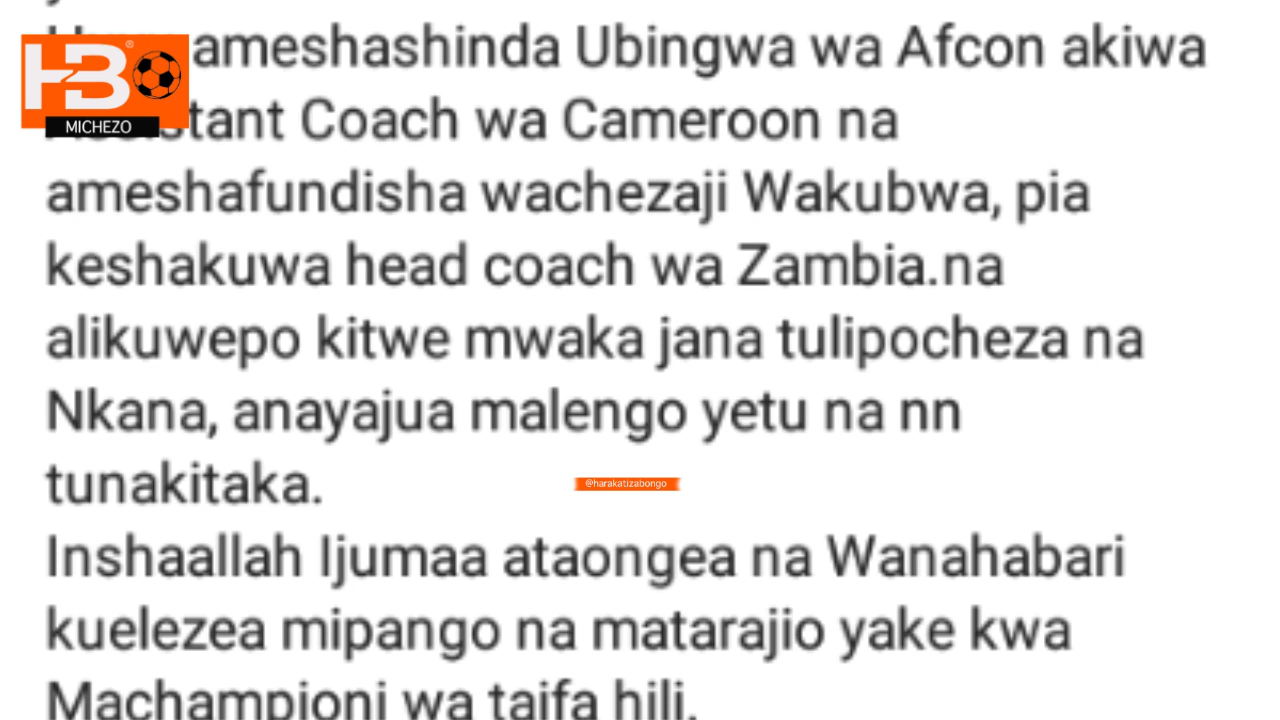 HBO®
MICHEZO
ameshashinda Ubingwa wa Afcon akiwa
Assistant Coach wa Cameroon na
ameshafundisha wachezaji Wakubwa, pia
keshakuwa head coach wa Zambia.na
alikuwepo kitwe mwaka jana tulipocheza na
Nkana, anayajua malengo yetu na nn
tunakitaka.
@harakatizabongo
Inshaallah Ijumaa ataongea na Wanahabari
kuelezea mipango na matarajio yake kwa
Machampioni wa taifa hili.